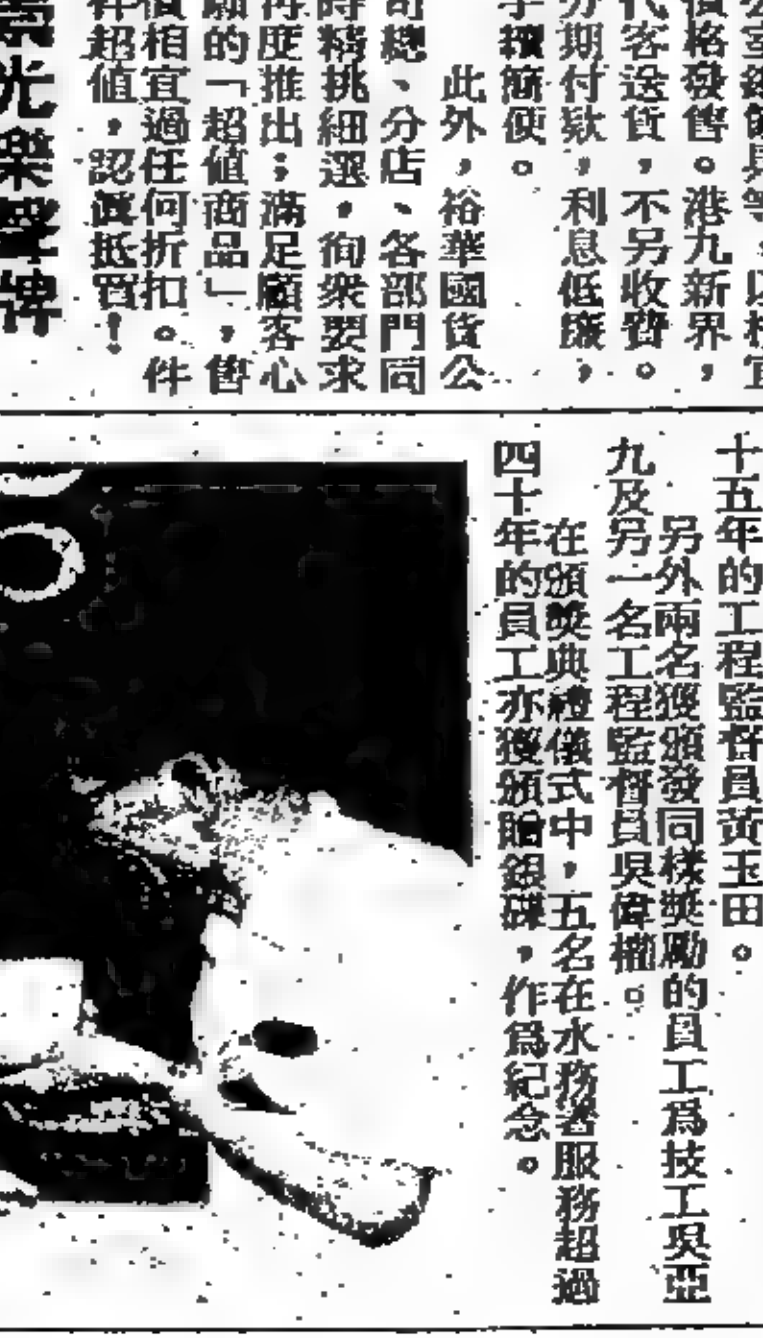 價格發售。港九新界，
代客送貨，不另收費。
分期付款，利息低廉，
手續簡便。
此外，裕華國貨公
司總、分店、各部門同
時精挑細選，徇衆要求
再度推出；滿足顧客心
願的「超值商品」，售
價相宜過任何折扣。件
件超值，認眞抵買！
光樂聲牌
十五年的工程監督員黃玉田。
另外兩名獲頒發同樣獎勵的員工爲技工吳亞
九及另一名工程監督員吳偉權。
在頒獎典禮儀式中，五名在水務署服務超過
四十年的員工亦獲頒贈銀碟，作爲紀念。